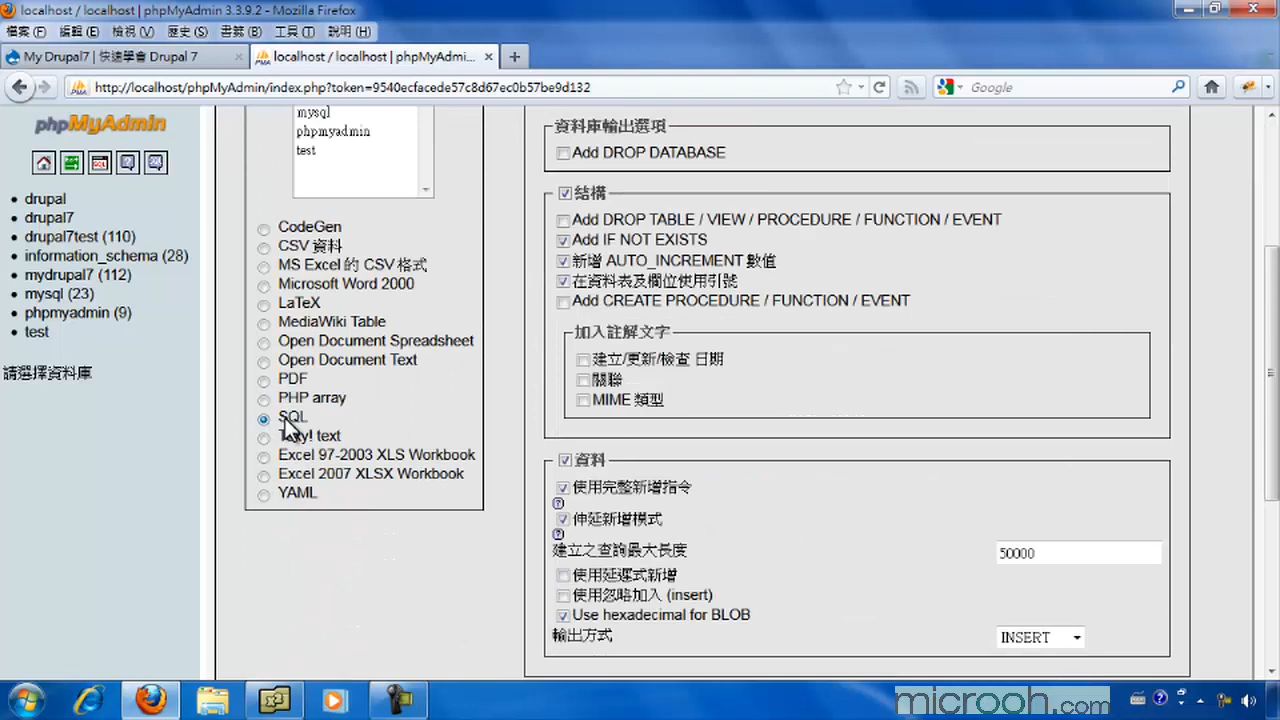 localhost / localhost | phpMyAdmin 3.3.9.2 - Mozilla Firefox
檔案(F) 編輯(E) 檢視(V) 歷史(S) 書籤(B) 工具(T) 說明(H)
My Drupal7 | 快速學會 Drupal 7
localhost / localhost | phpMyAdmi...
http://localhost/phpMyAdmin/index.php?token=9540ecfacede57c8d67ec0b57be9d132
Google
phpMyAdmin
SQL
drupal
drupal7
drupal7test (110)
information_schema (28)
mydrupal7 (112)
mysql (23)
phpmyadmin (9)
test
請選擇資料庫
mysql
phpmyadmin
test
CodeGen
CSV 資料
MS Excel 的 CSV 格式
Microsoft Word 2000
LaTeX
MediaWiki Table
Open Document Spreadsheet
Open Document Text
PDF
PHP array
SQL
Texy! text
Excel 97-2003 XLS Workbook
Excel 2007 XLSX Workbook
YAML
資料庫輸出選項
Add DROP DATABASE
結構
Add DROP TABLE / VIEW / PROCEDURE / FUNCTION / EVENT
Add IF NOT EXISTS
新增 AUTO_INCREMENT 數值
在資料表及欄位使用引號
Add CREATE PROCEDURE / FUNCTION / EVENT
加入註解文字
建立/更新/檢查 日期
關聯
MIME 類型
資料
使用完整新增指令
伸延新增模式
建立之查詢最大長度
50000
使用延遲式新增
使用忽略加入 (insert)
Use hexadecimal for BLOB
輸出方式
INSERT
microoh.com